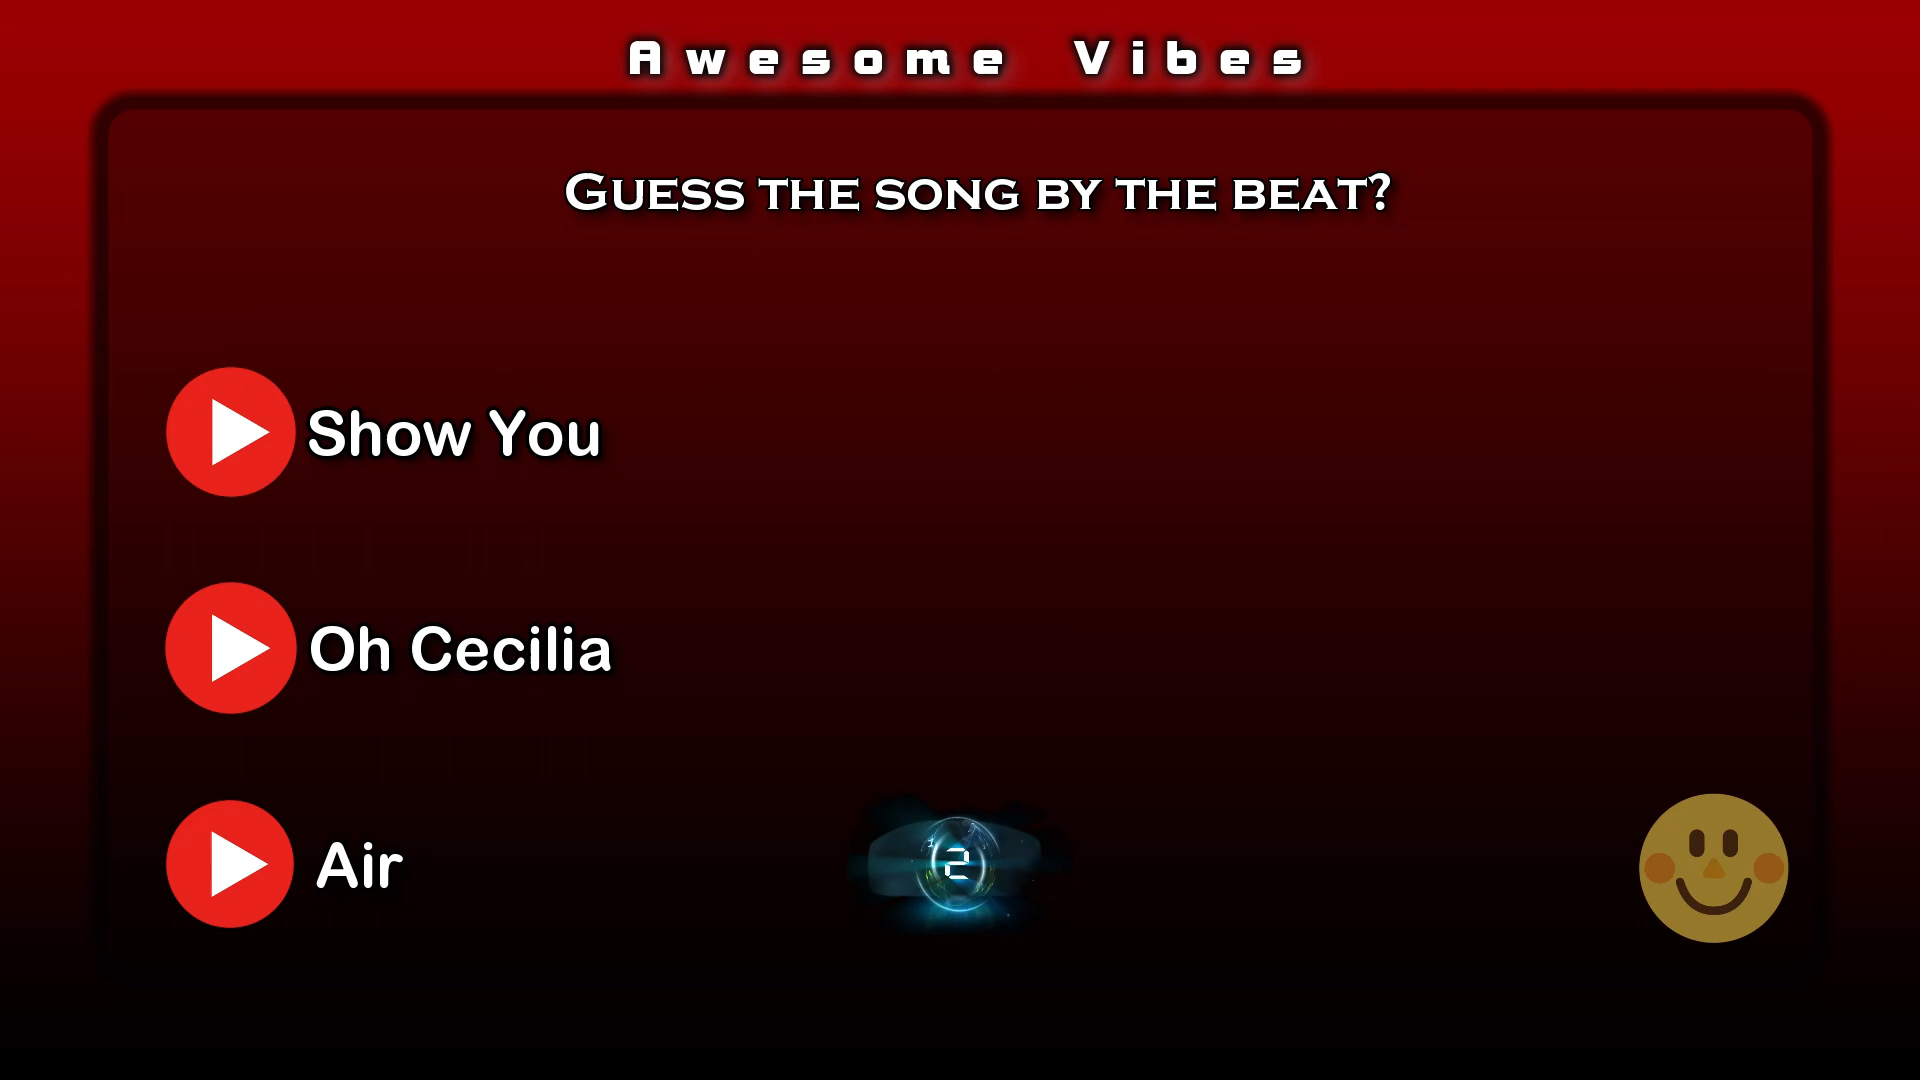 Awesome Vibes
Guess the song by the beat?
Show You
Oh Cecilia
Air
2